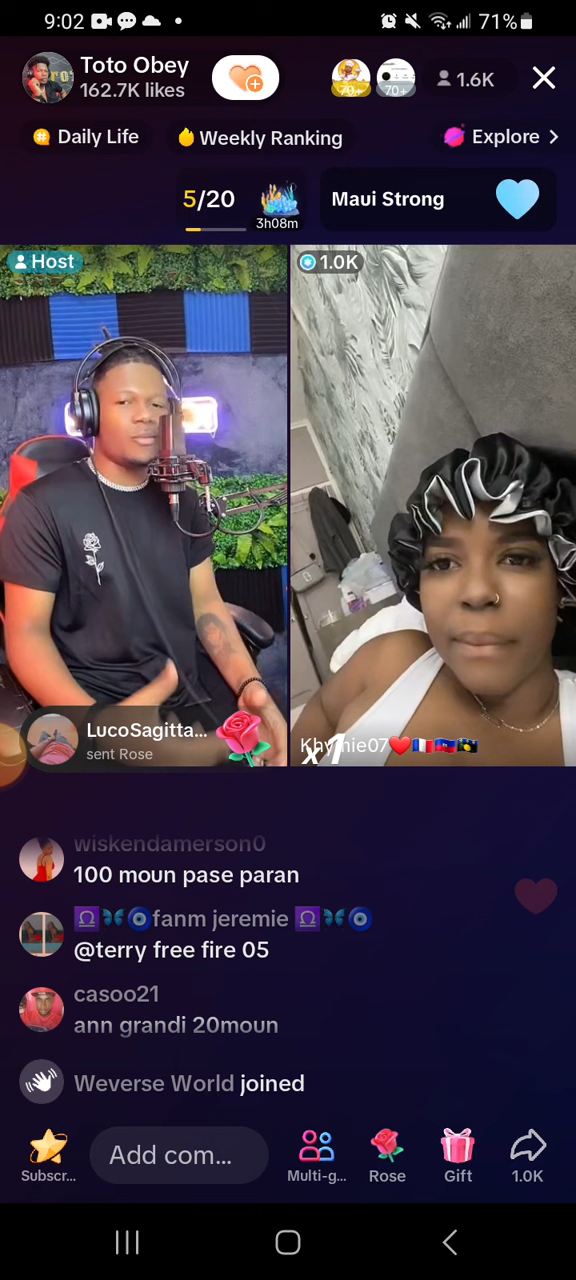 9:02
71%
Toto Obey
162.7K likes
70+
70+
1.6K
Daily Life
Weekly Ranking
Explore >
5/20
3h08m
Maui Strong
Host
1.0K
LucoSagitta...
sent Rose
x1
wiskendamerson0
100 moun pase paran
fanm jeremie
@terry free fire 05
casoo21
ann grandi 20moun
Weverse World joined
Subscr...
Add com...
Multi-g...
Rose
Gift
1.0K